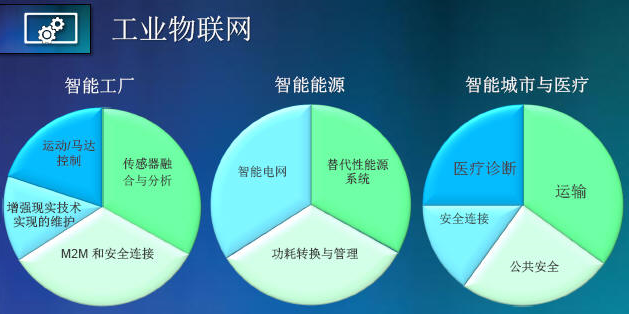 工业物联网
智能工厂
运动/马达
控制
传感器融
合与分析
增强现实技术
实现的维护
M2M 和安全连接
智能能源
智能电网
替代性能源
系统
功耗转换与管理
智能城市与医疗
医疗诊断
运输
安全连接
公共安全